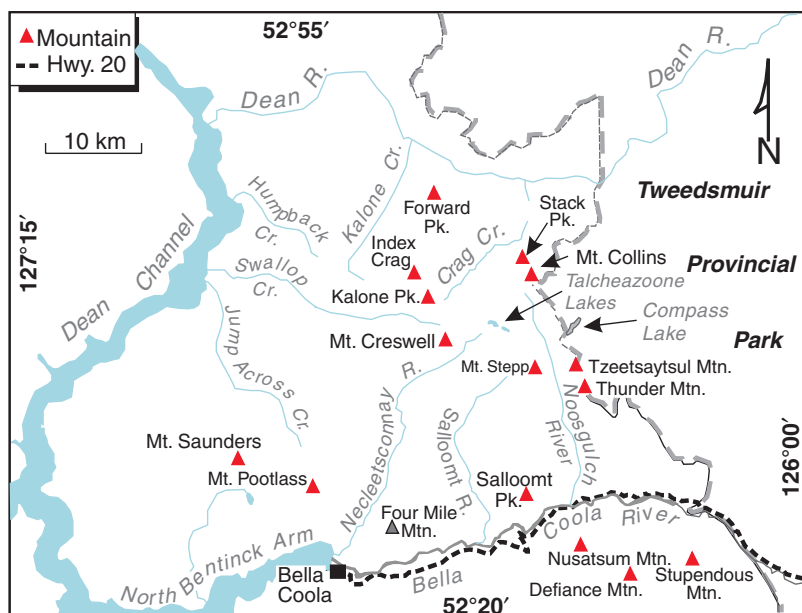 Mountain
Hwy. 20
52°55′
Dean R.
Dean R.
10 km
N
Humpback
Cr.
Kalone Cr.
Forward
Pk.
Stack
Pk.
Tweedsmuir
127°15′
Dean Channel
Index
Crag
Crag Cr.
Mt. Collins
Provincial
Swallop
Cr.
Kalone Pk.
Talcheazoone
Lakes
Compass
Lake
Park
Jump
Across
Cr.
Mt. Creswell
Mt. Stepp
Tzeetsaytsul Mtn.
Thunder Mtn.
Necleetsconnay R.
Salloomt R.
Noosgulch
River
126°00′
Mt. Saunders
Mt. Pootlass
Salloomt
Pk.
Four Mile
Mtn.
North Bentinck Arm
Bella Coola River
Bella
Coola
Nusatsum Mtn.
Defiance Mtn.
Stupendous
Mtn.
52°20′